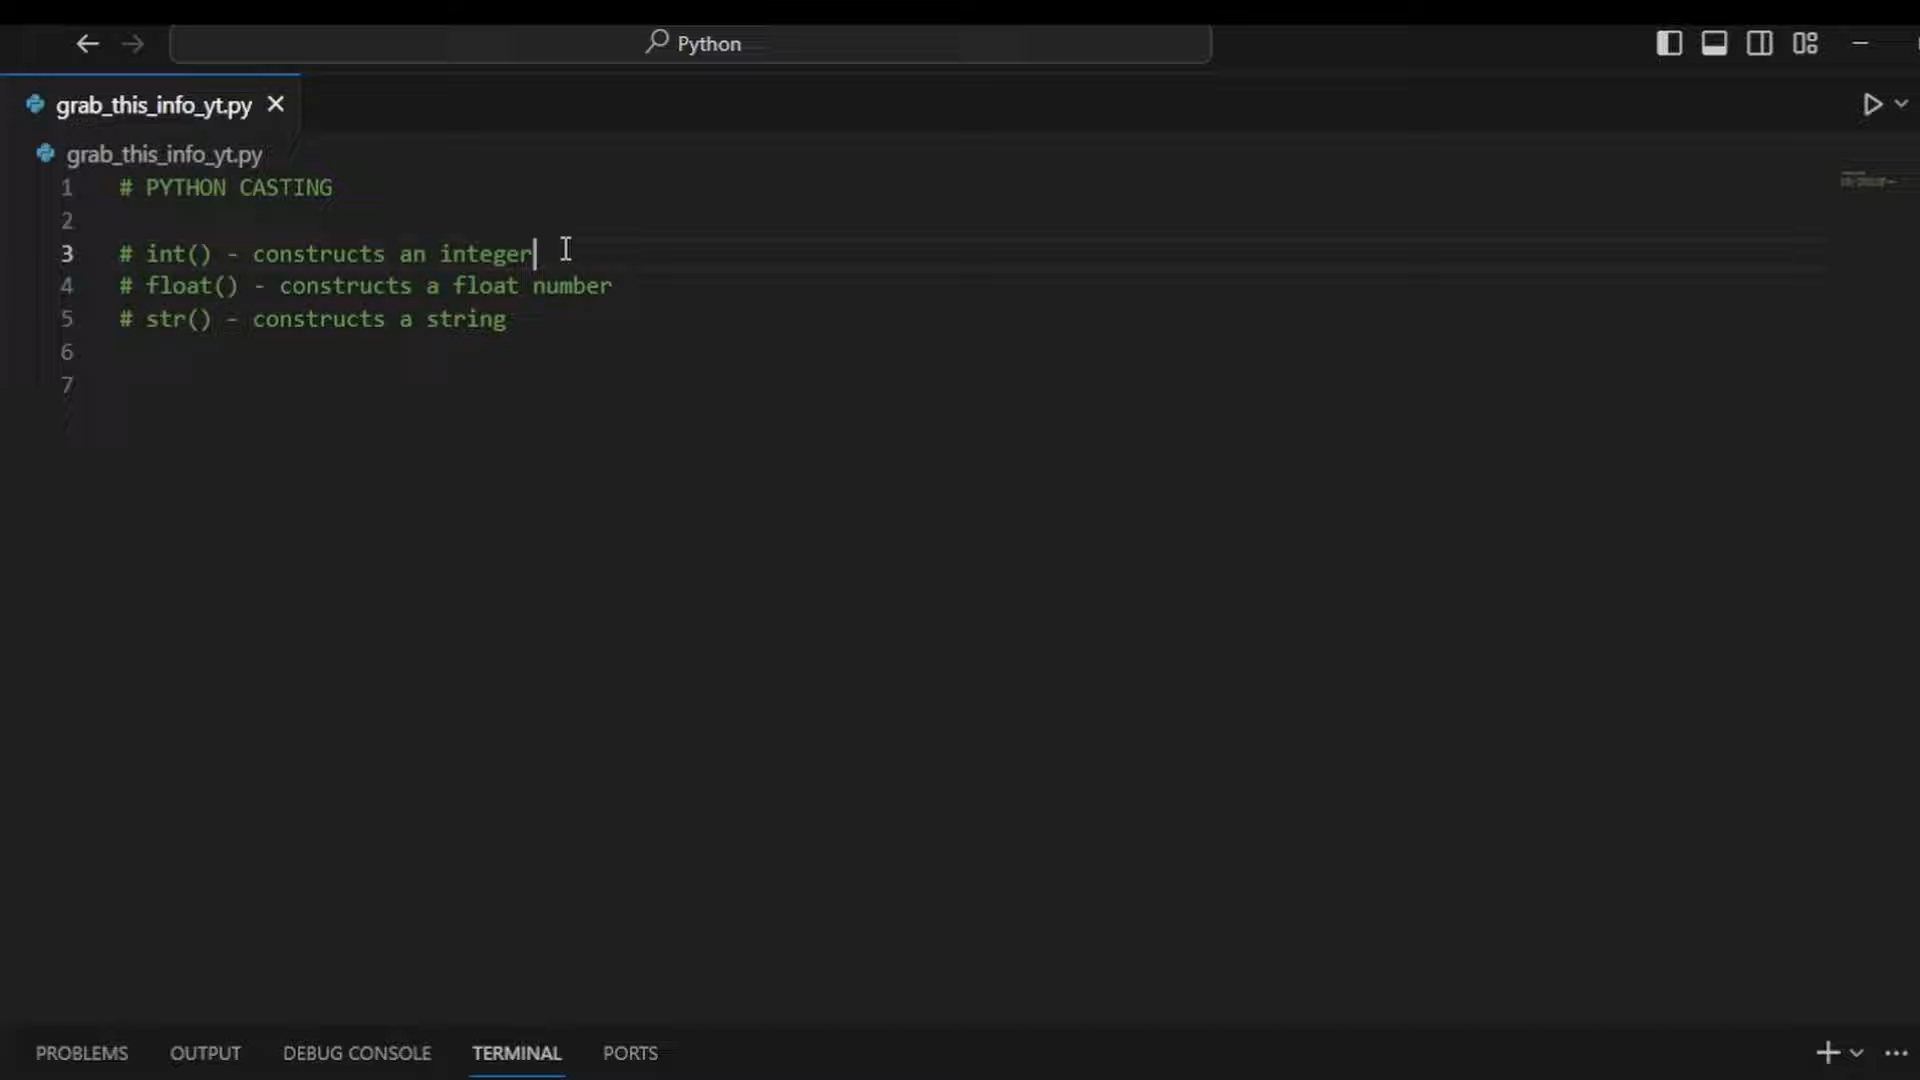 Python
grab_this_info_yt.py
grab_this_info_yt.py
1 # PYTHON CASTING
2
3 # int() - constructs an integer
4 # float() - constructs a float number
5 # str() - constructs a string
6
7
PROBLEMS OUTPUT DEBUG CONSOLE TERMINAL PORTS